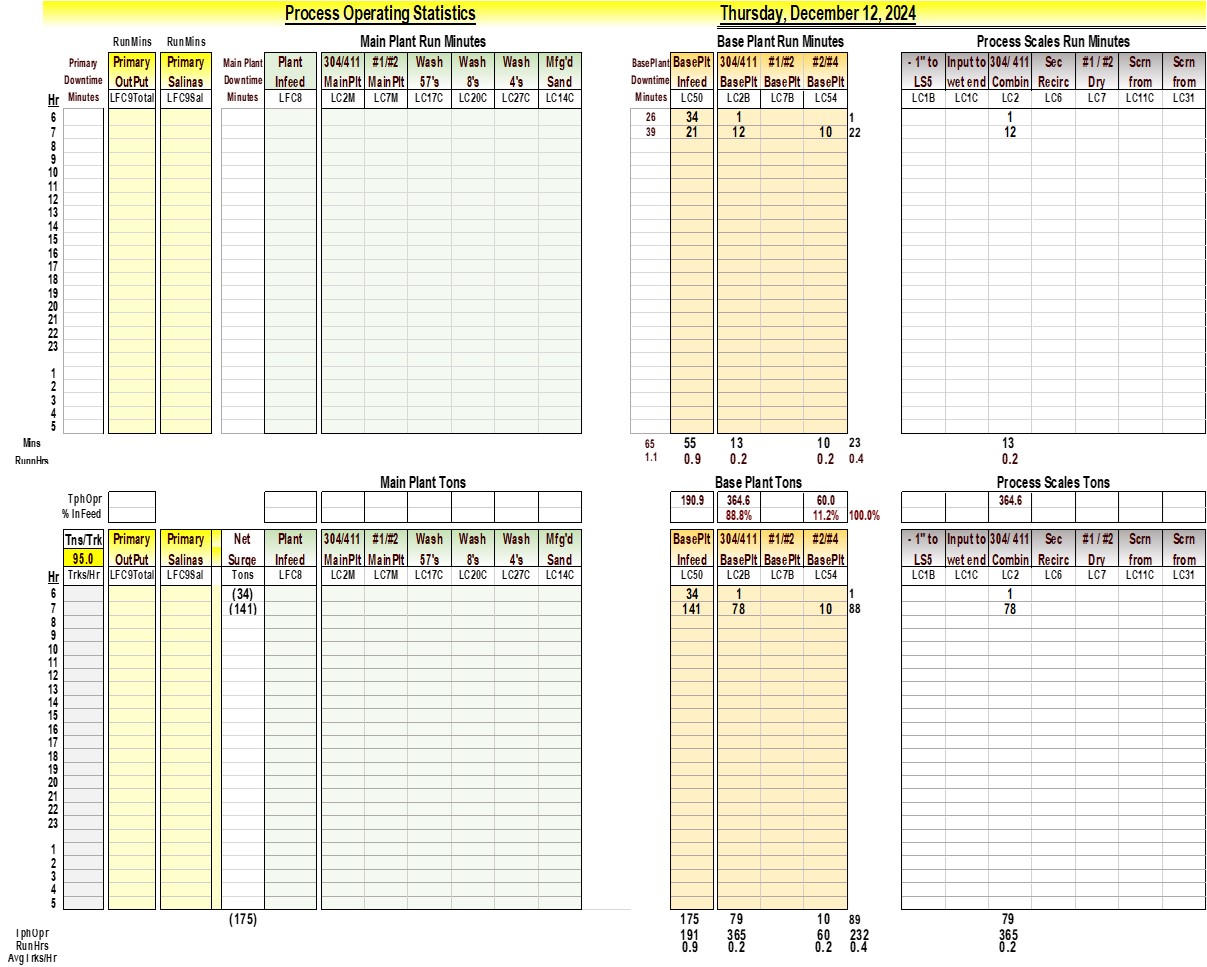 Process Operating Statistics Thursday, December 12, 2024
RunMins RunMins Main Plant Run Minutes Base Plant Run Minutes Process Scales Run Minutes
Primary Primary Primary Main Plant Plant 304/411 #1/#2 Wash Wash Wash Mfg'd BasePlant BasePlt 304/411 #1/#2 #2/#4 - 1" to Input to 304/ 411 Sec #1 / #2 Scrn Scrn
Downtime OutPut Salinas Downtime Infeed MainPlt MainPlt 57's 8's 4's Sand Downtime Infeed BasePlt BasePlt BasePlt LS5 wet end Combin Recirc Dry from from
Hr Minutes LFC9Total LFC9Sal Minutes LFC8 LC2M LC7M LC17C LC20C LC27C LC14C Minutes LC50 LC2B LC7B LC54 LC1B LC1C LC2 LC6 LC7 LC11C LC31
6 26 34 1 1 1
7 39 21 12 10 22 12
8
9
10
11
12
13
14
15
16
17
18
19
20
21
22
23
1
2
3
4
5
Mins 65 55 13 10 23 13
RunnHrs 1.1 0.9 0.2 0.2 0.4 0.2
Main Plant Tons Base Plant Tons Process Scales Tons
TphOpr 190.9 364.6 60.0 364.6
% InFeed 88.8% 11.2% 100.0%
Tns/Trk Primary Primary Net Plant 304/411 #1/#2 Wash Wash Wash Mfg'd BasePlt 304/411 #1/#2 #2/#4 - 1" to Input to 304/ 411 Sec #1 / #2 Scrn Scrn
95.0 OutPut Salinas Surge Infeed MainPlt MainPlt 57's 8's 4's Sand Infeed BasePlt BasePlt BasePlt LS5 wet end Combin Recirc Dry from from
Hr Trks/Hr LFC9Total LFC9Sal Tons LFC8 LC2M LC7M LC17C LC20C LC27C LC14C LC50 LC2B LC7B LC54 LC1B LC1C LC2 LC6 LC7 LC11C LC31
6 (34) 34 1 1 1
7 (141) 141 78 10 88 78
8
9
10
11
12
13
14
15
16
17
18
19
20
21
22
23
1
2
3
4
5
(175) 175 79 10 89 79
TphOpr 191 365 60 232 365
RunHrs 0.9 0.2 0.2 0.4 0.2
AvgTrks/Hr